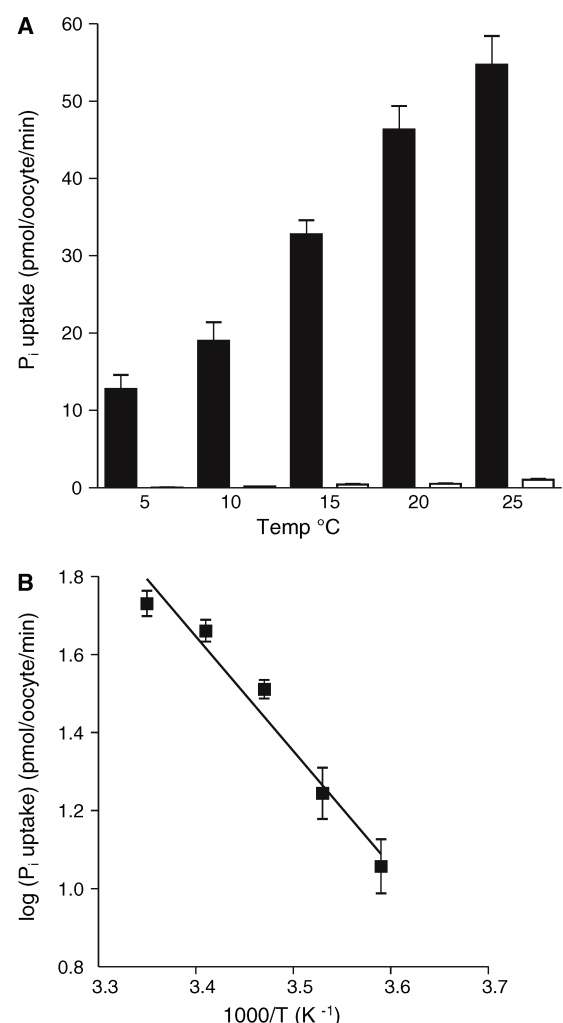 A
60
50
40
30
20
10
0
P i uptake (pmol/oocyte/min)
5 10 15 20 25
Temp °C
B
1.8
1.6
1.4
1.2
1.0
0.8
log (P i uptake) (pmol/oocyte/min)
3.3 3.4 3.5 3.6 3.7
1000/T (K -1)